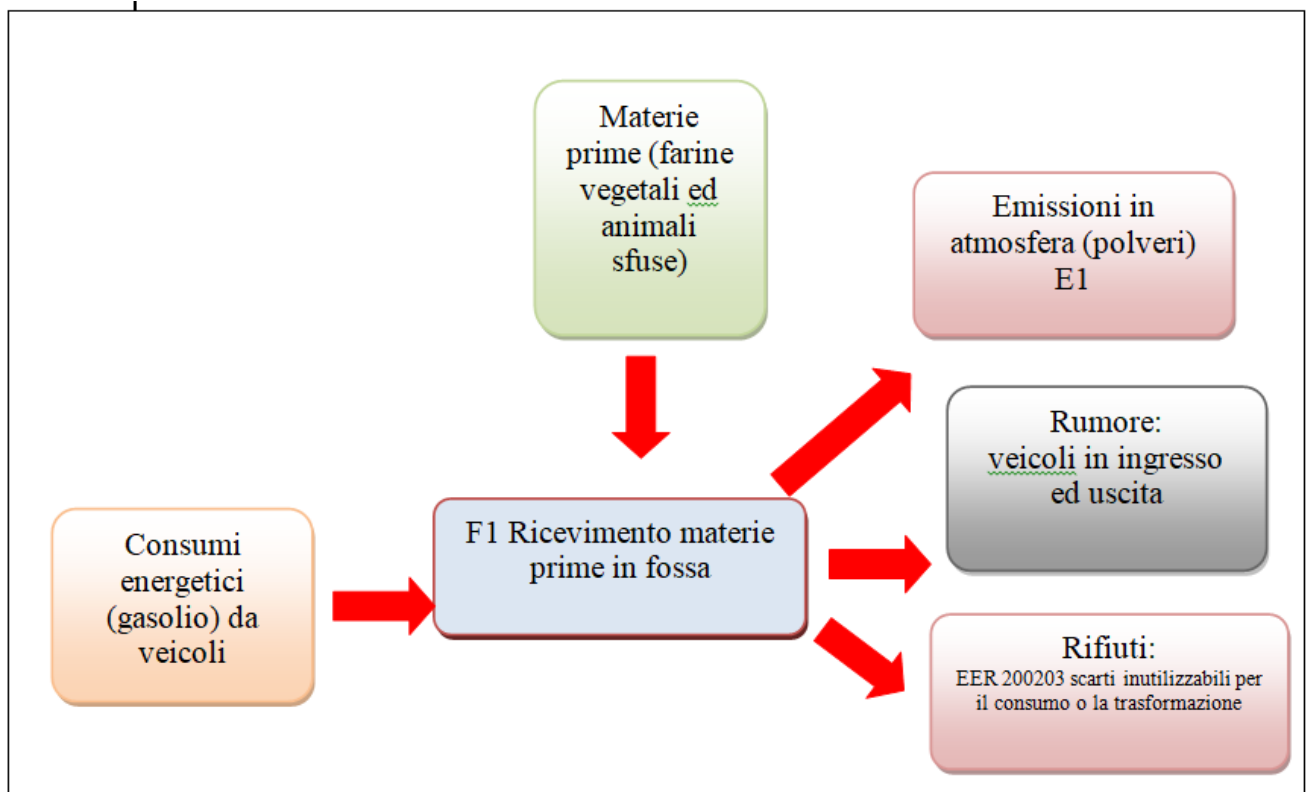 Materie
prime (farine
vegetali ed
animali
sfuse)
Emissioni in
atmosfera (polveri)
E1
Rumore:
veicoli in ingresso
ed uscita
Consumi
energetici
(gasolio) da
veicoli
F1 Ricevimento materie
prime in fossa
Rifiuti:
EER 200203 scarti inutilizzabili per
il consumo o la trasformazione